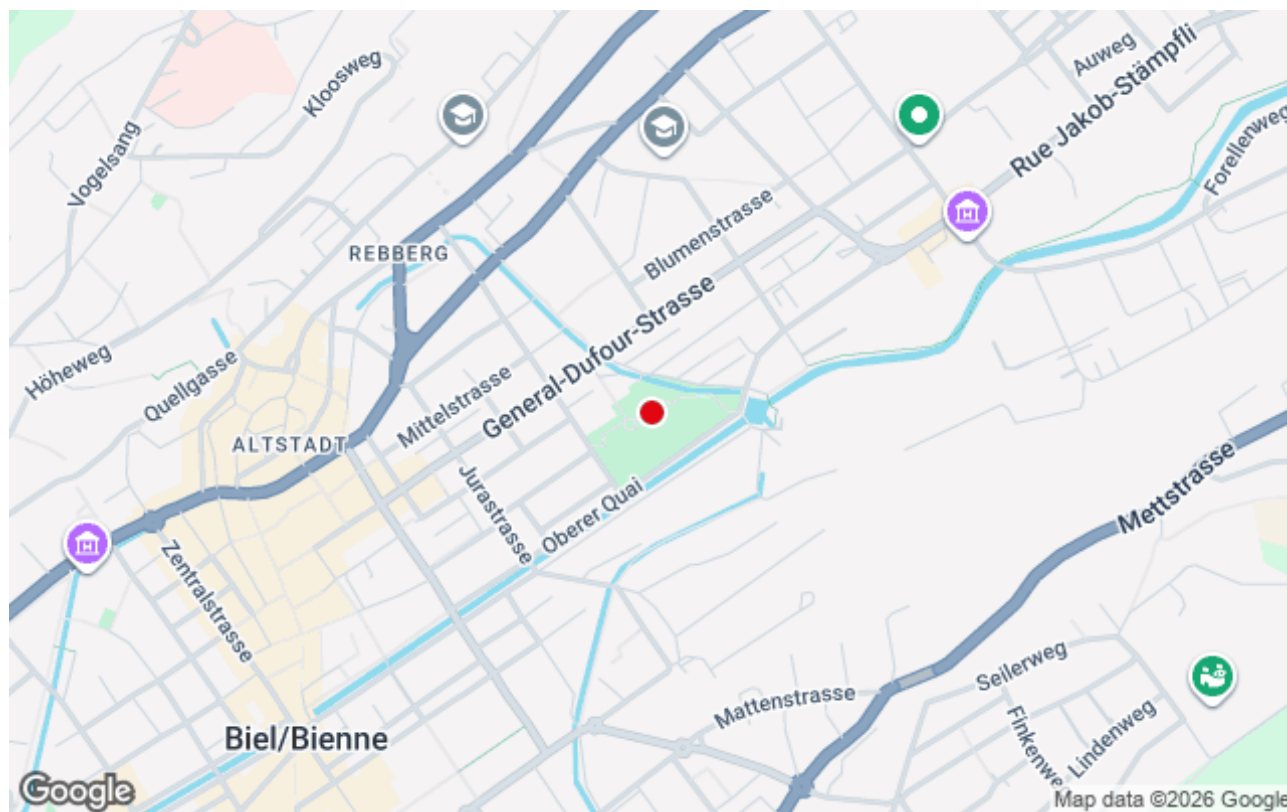 Auweg
Kloosweg
Rue Jakob-Stämpfli
Forellenweg
Vogelsang
Blumenstrasse
REBBERG
General-Dufour-Strasse
Höheweg
Quellgasse
Mittelstrasse
ALTSTADT
Jurastrasse
Oberer Quai
Mettstrasse
Zentralstrasse
Seilerweg
Mattenstrasse
Finkenweg
Lindenweg
Biel/Bienne
Google
Map data ©2026 Google